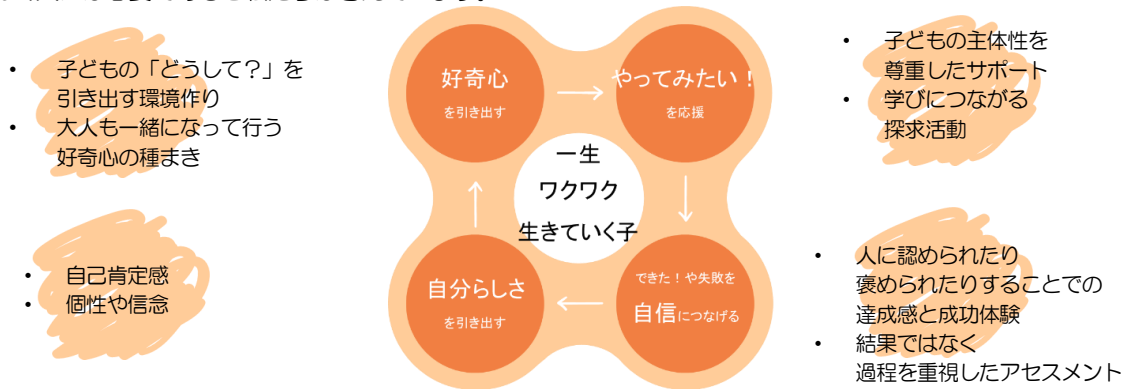 ・ 子どもの「どうして？」を
引き出す環境作り
・ 大人も一緒になって行う
好奇心の種まき
好奇心
を引き出す
やってみたい！
を応援
・ 子どもの主体性を
尊重したサポート
・ 学びにつながる
探求活動
一生
ワクワク
生きていく子
・ 自己肯定感
・ 個性や信念
自分らしさ
を引き出す
できた！や失敗を
自信につなげる
・ 人に認められたり
褒められたりすることでの
達成感と成功体験
・ 結果ではなく
過程を重視したアセスメント